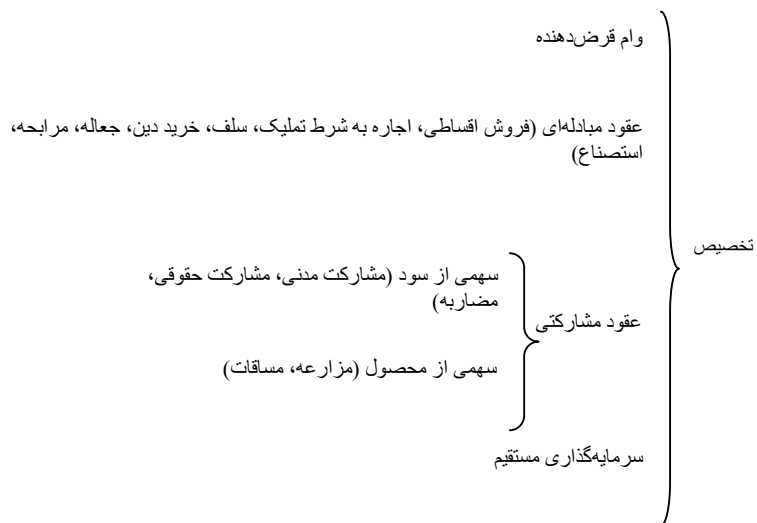 وام قرض‌دهنده
عقود مبادله‌ای (فروش اقساطی، اجاره به شرط تملیک، سلف، خرید دین، جعاله، مرابحه،
استصناع)
تخصیص
سهمی از سود (مشارکت مدنی، مشارکت حقوقی،
مضاربه)
عقود مشارکتی
سهمی از محصول (مزارعه، مساقات)
سرمایه‌گذاری مستقیم